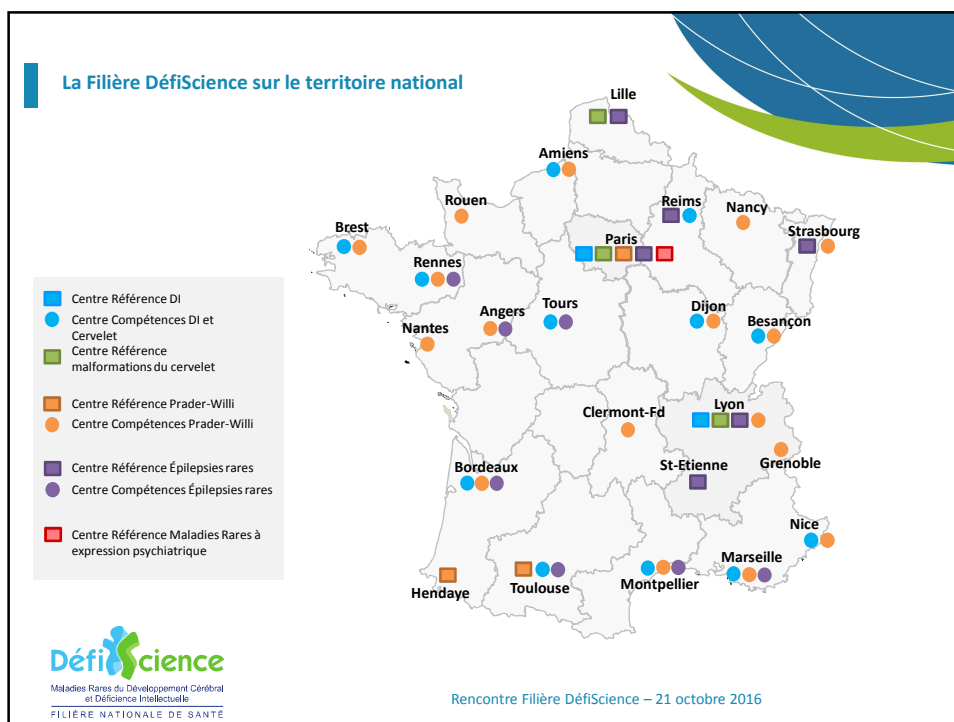 La Filière DéfiScience sur le territoire national
Lille
Amiens
Rouen
Reims
Nancy
Brest
Paris
Strasbourg
Rennes
Angers
Tours
Dijon
Besançon
Nantes
Clermont-Fd
Lyon
Grenoble
St-Etienne
Bordeaux
Nice
Marseille
Montpellier
Toulouse
Hendaye
Centre Référence DI
Centre Compétences DI et
Cervelet
Centre Référence
malformations du cervelet
Centre Référence Prader-Willi
Centre Compétences Prader-Willi
Centre Référence Épilepsies rares
Centre Compétences Épilepsies rares
Centre Référence Maladies Rares à
expression psychiatrique
DéfiScience
Maladies Rares du Développement Cérébral
et Déficience Intellectuelle
FILIÈRE NATIONALE DE SANTÉ
Rencontre Filière DéfiScience – 21 octobre 2016